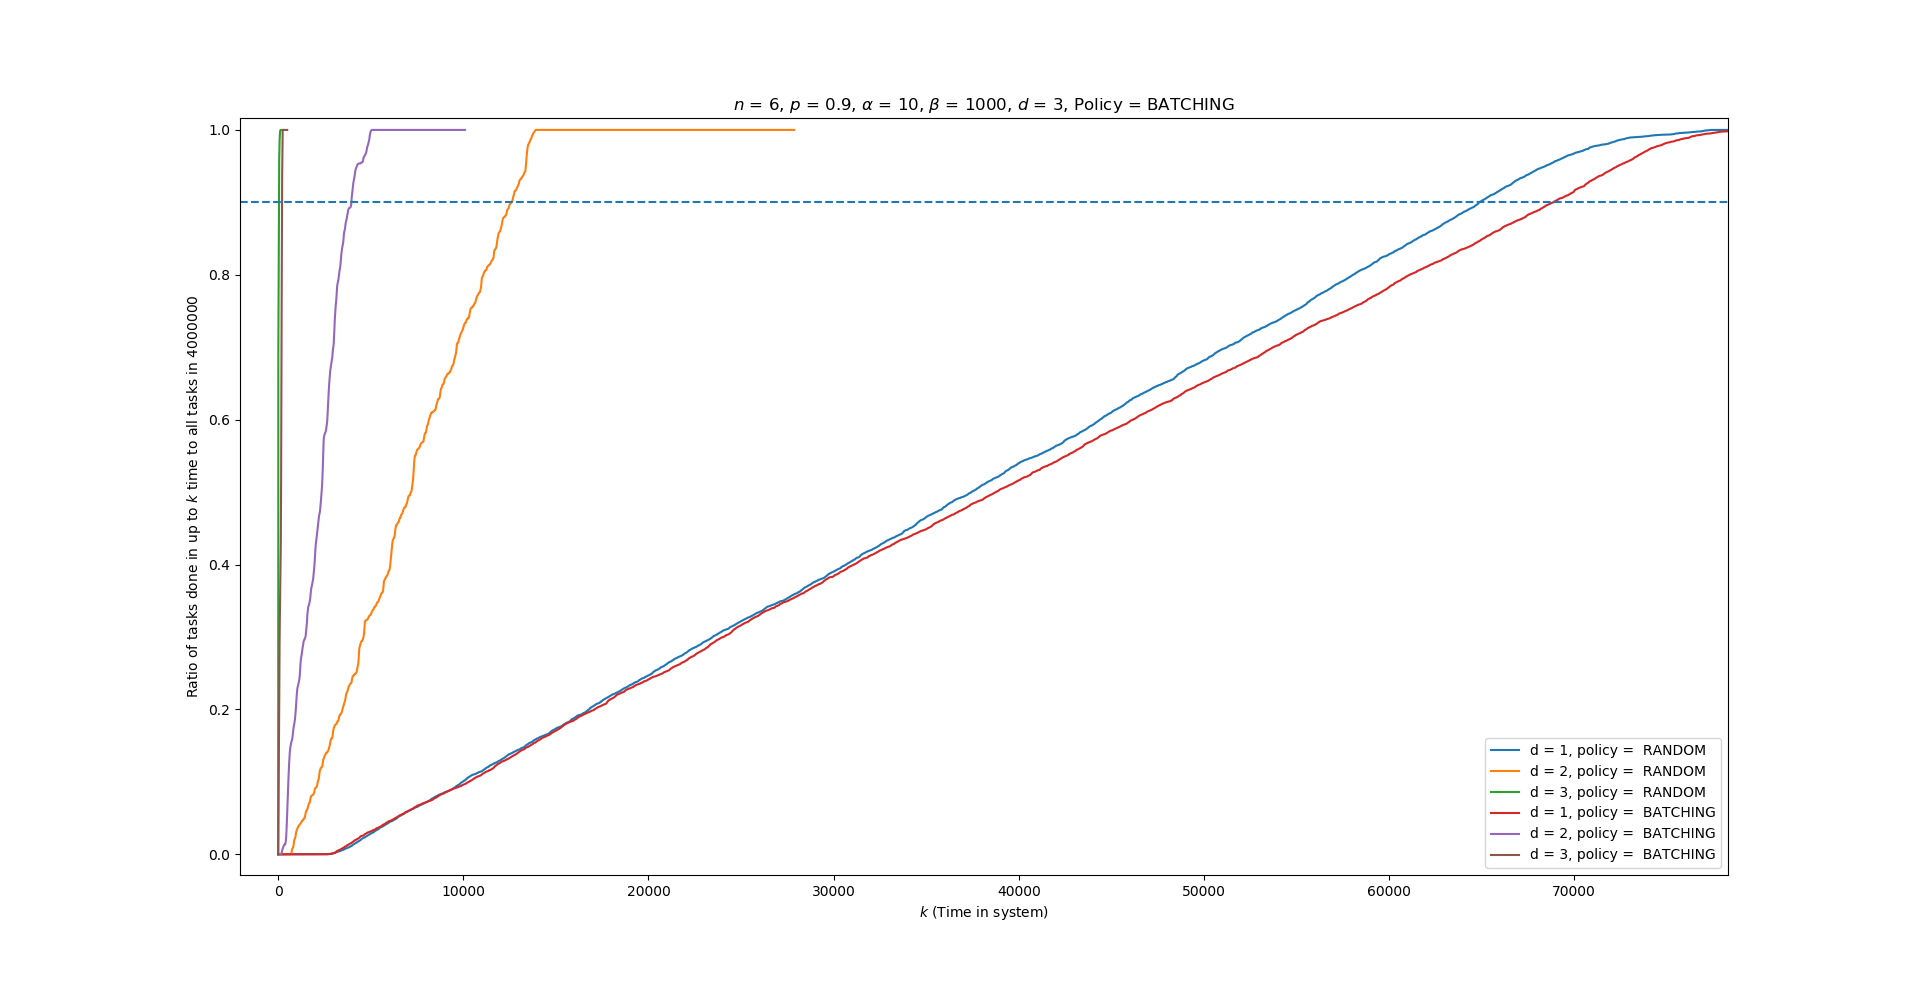 n = 6, p = 0.9, α = 10, β = 1000, d = 3, Policy = BATCHING
Ratio of tasks done in up to k time to all tasks in 4000000
1.0
0.8
0.6
0.4
0.2
0.0
0
10000
20000
30000
40000
50000
60000
70000
k (Time in system)
d = 1, policy =  RANDOM
d = 2, policy =  RANDOM
d = 3, policy =  RANDOM
d = 1, policy =  BATCHING
d = 2, policy =  BATCHING
d = 3, policy =  BATCHING